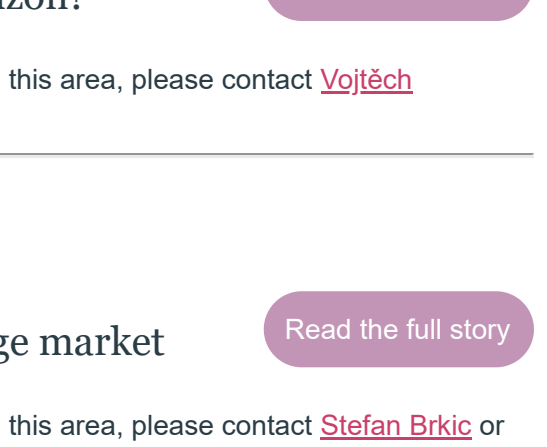 this area, please contact Vojtěch
ge market
Read the full story
this area, please contact Stefan Brkic or